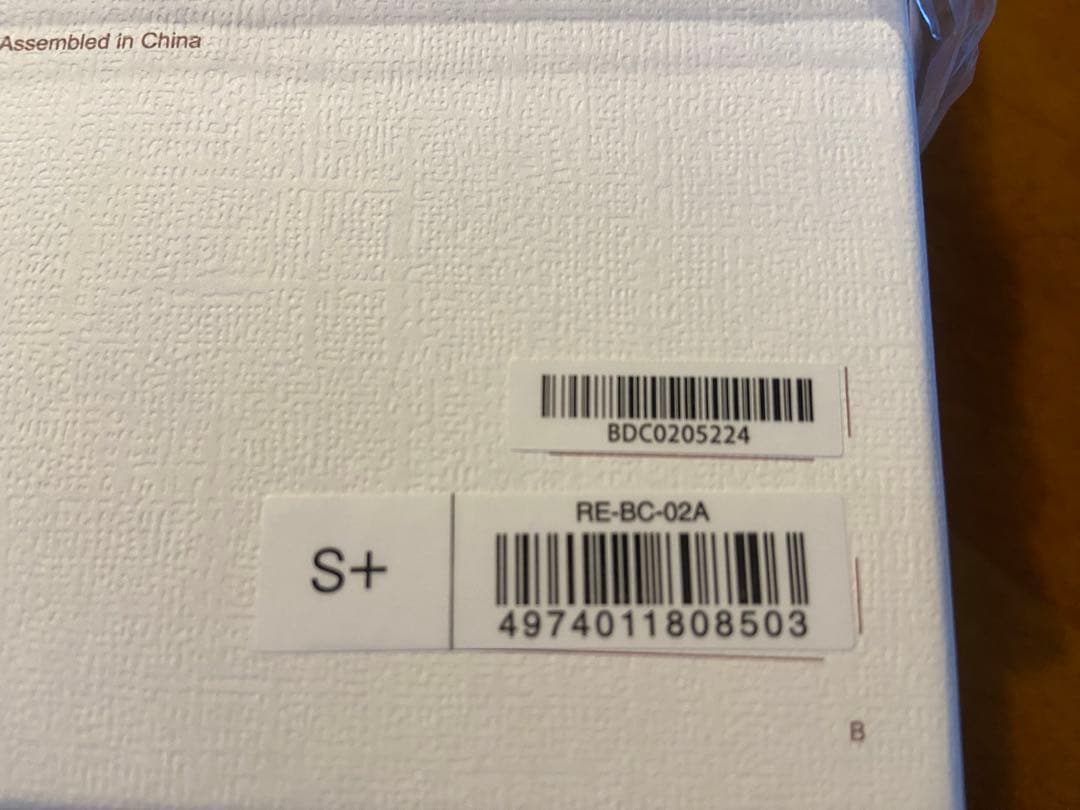 Assembled in China
BDC0205224
RE-BC-02A
S+
4974011808503
B